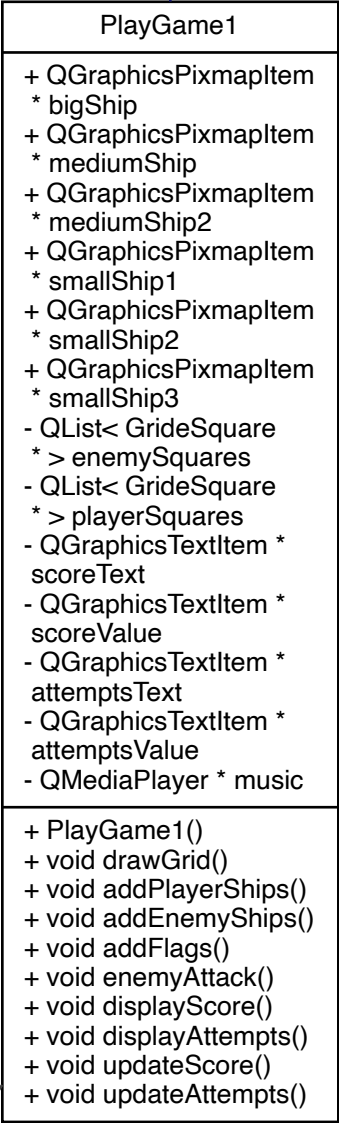 PlayGame1
+ QGraphicsPixmapItem
* bigShip
+ QGraphicsPixmapItem
* mediumShip
+ QGraphicsPixmapItem
* mediumShip2
+ QGraphicsPixmapItem
* smallShip1
+ QGraphicsPixmapItem
* smallShip2
+ QGraphicsPixmapItem
* smallShip3
- QList< GrideSquare
* > enemySquares
- QList< GrideSquare
* > playerSquares
- QGraphicsTextItem *
scoreText
- QGraphicsTextItem *
scoreValue
- QGraphicsTextItem *
attemptsText
- QGraphicsTextItem *
attemptsValue
- QMediaPlayer * music
+ PlayGame1()
+ void drawGrid()
+ void addPlayerShips()
+ void addEnemyShips()
+ void addFlags()
+ void enemyAttack()
+ void displayScore()
+ void displayAttempts()
+ void updateScore()
+ void updateAttempts()